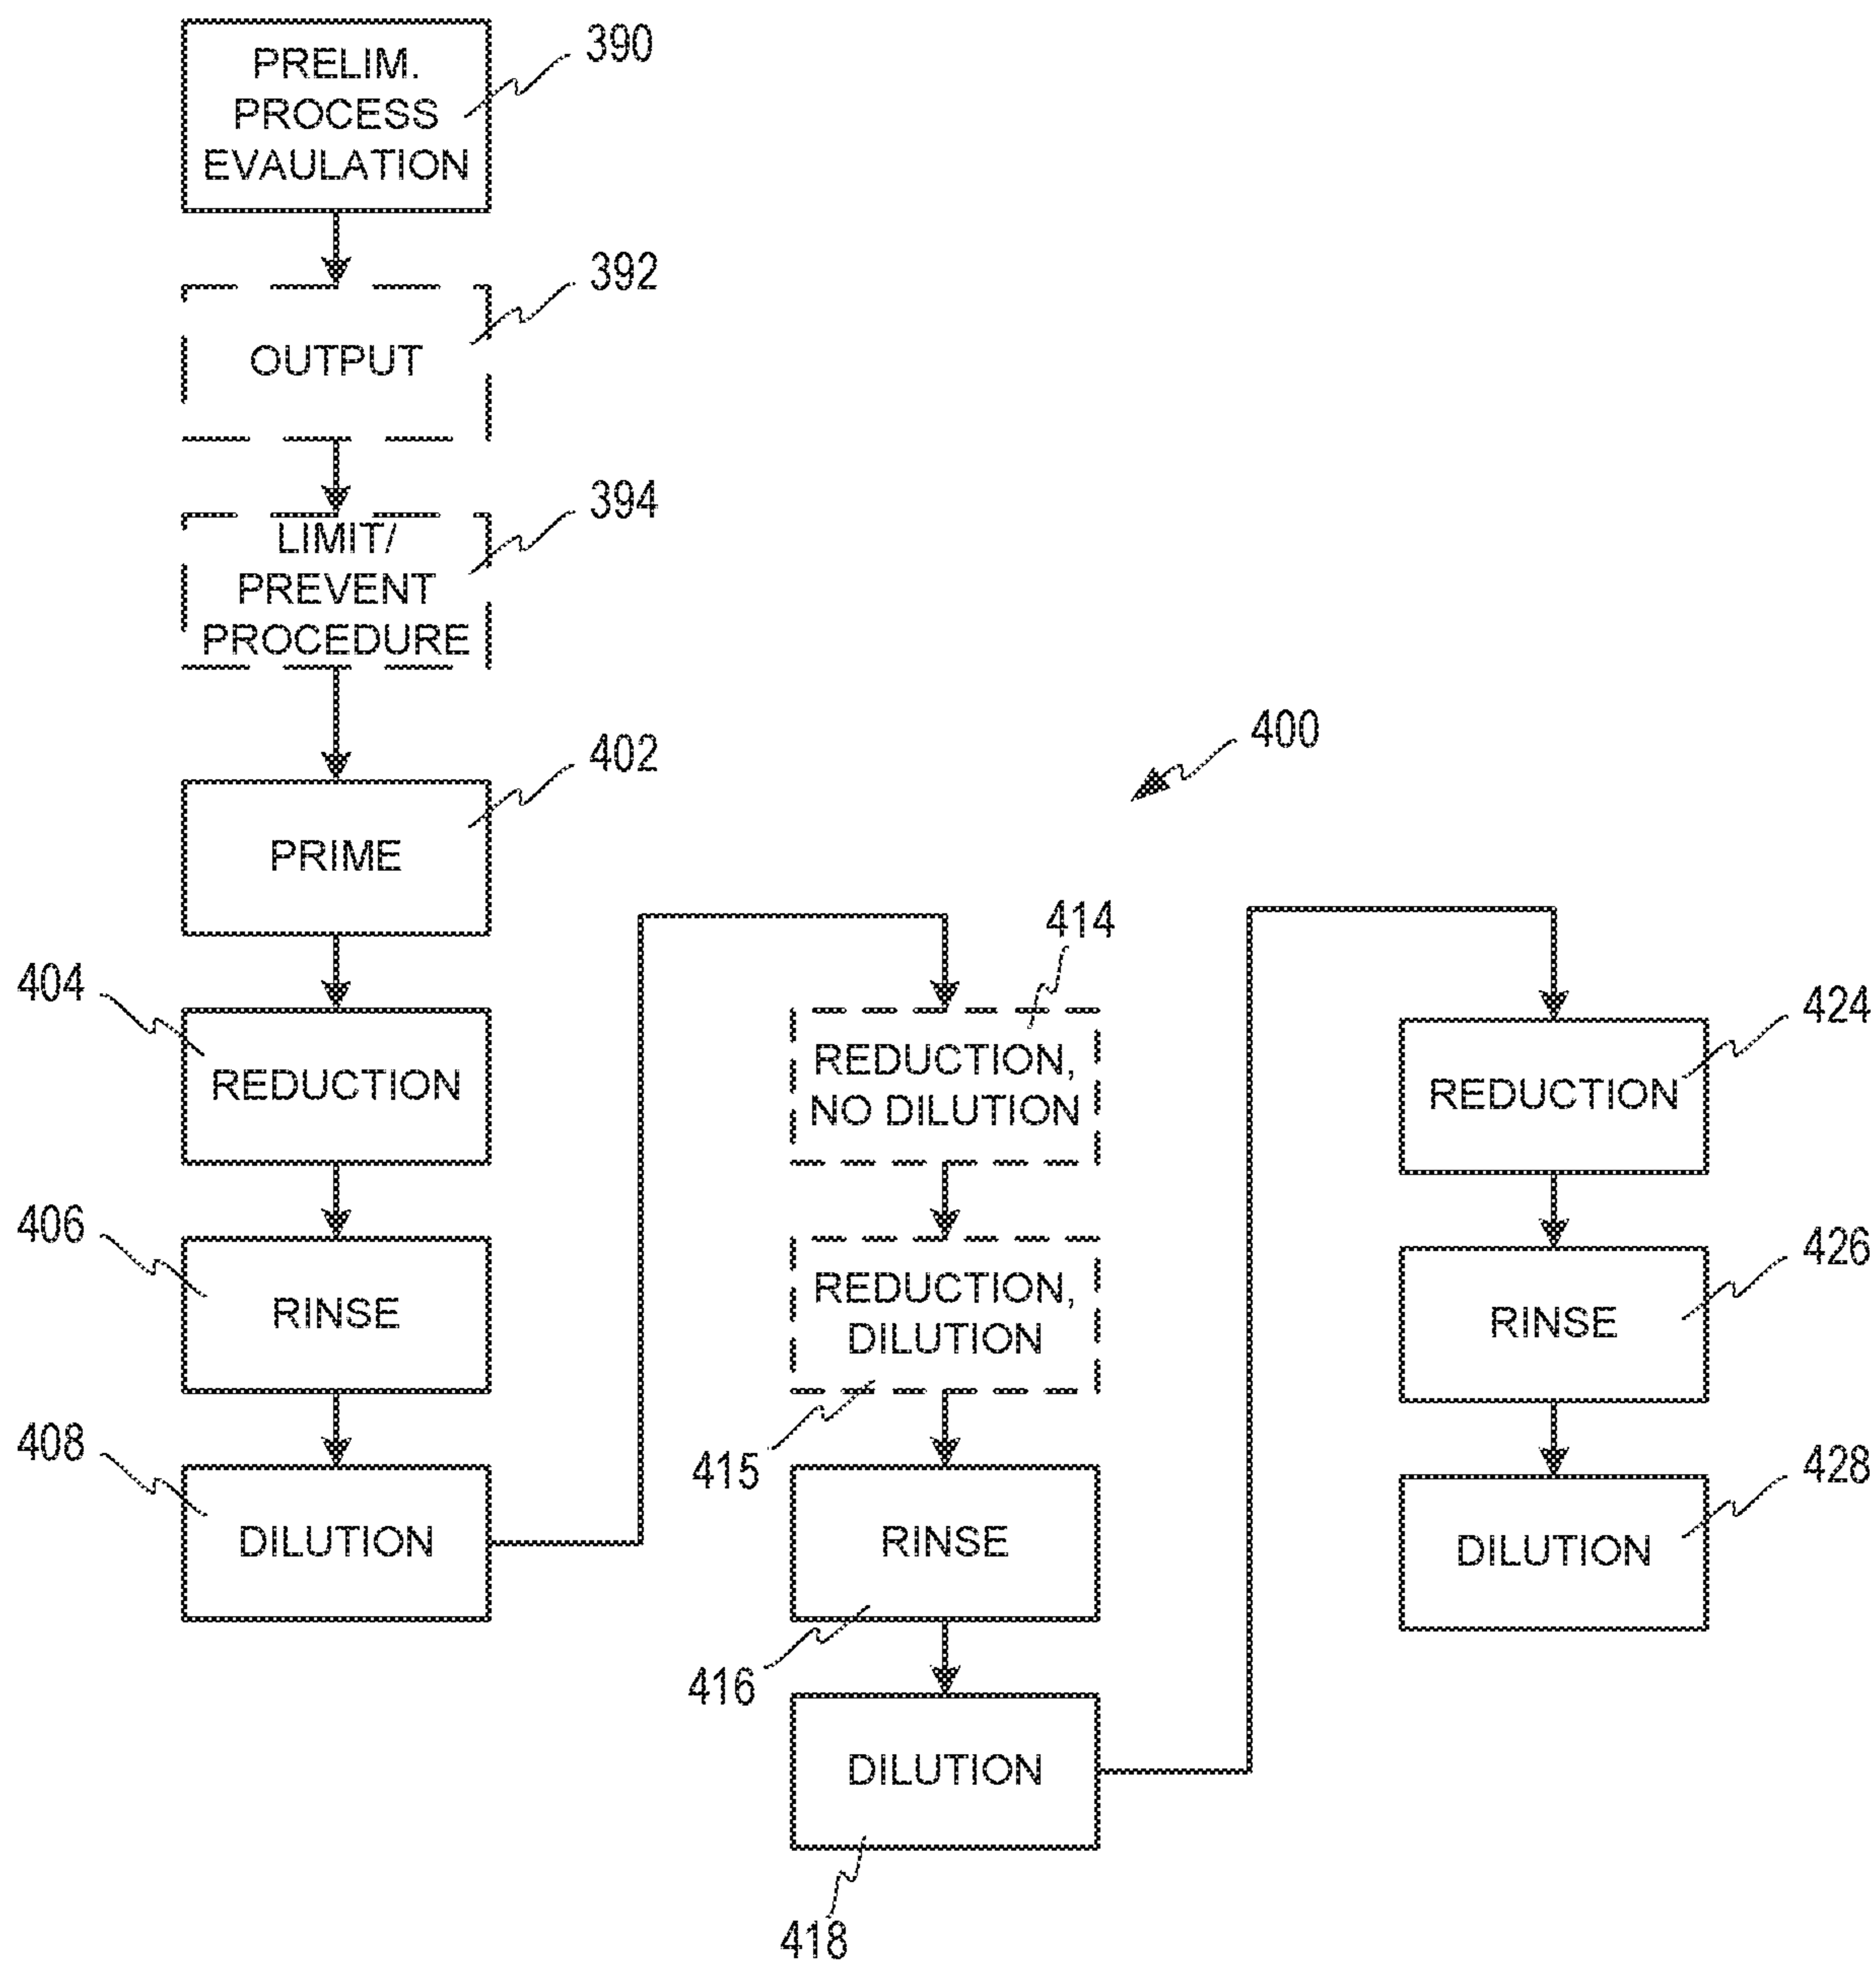 PRELIM.
PROCESS
EVAULATION
390
OUTPUT
392
LIMIT/
PREVENT
PROCEDURE
394
PRIME
402
400
404
REDUCTION
406
RINSE
408
DILUTION
414
REDUCTION,
NO DILUTION
REDUCTION,
DILUTION
415
RINSE
416
DILUTION
418
424
REDUCTION
426
RINSE
428
DILUTION